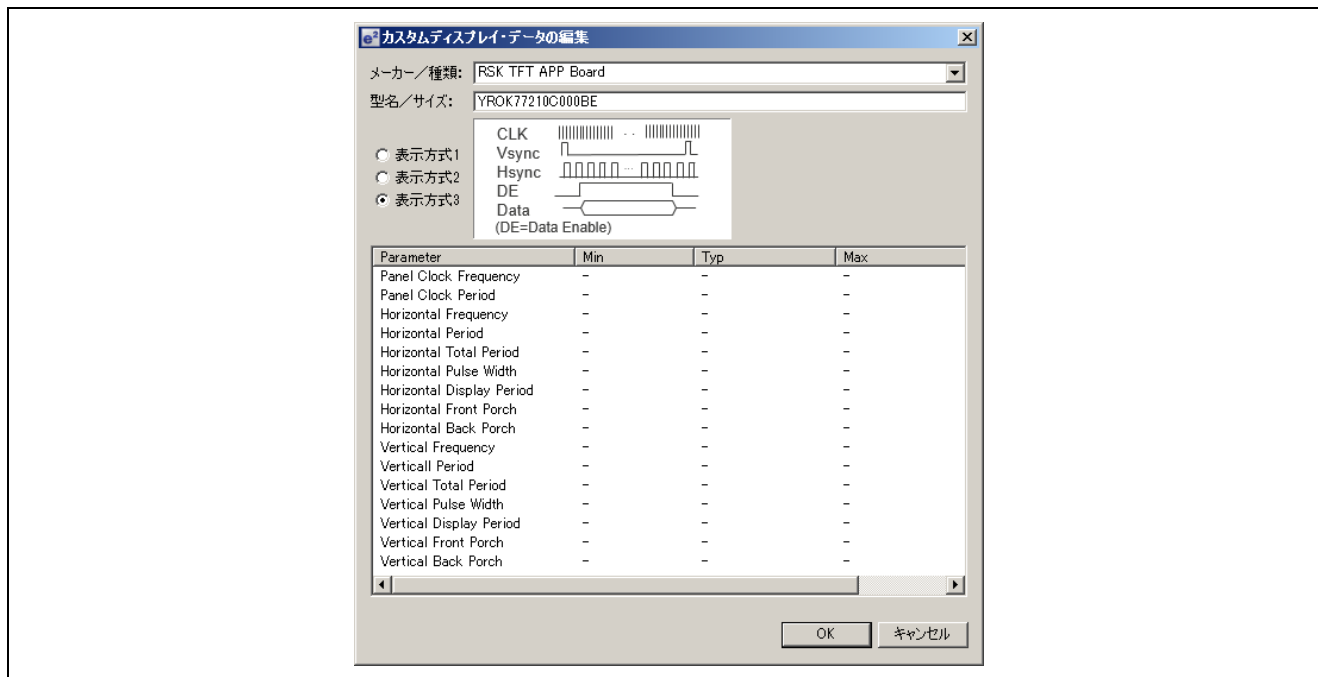 e² カスタムディスプレイ・データの編集
メーカー/種類: RSK TFT APP Board
型名/サイズ: YROK77210C000BE
表示方式1
表示方式2
表示方式3
CLK
Vsync
Hsync
DE
Data
(DE=Data Enable)
Parameter Min Typ Max
Panel Clock Frequency - - -
Panel Clock Period - - -
Horizontal Frequency - - -
Horizontal Period - - -
Horizontal Total Period - - -
Horizontal Pulse Width - - -
Horizontal Display Period - - -
Horizontal Front Porch - - -
Horizontal Back Porch - - -
Vertical Frequency - - -
Verticall Period - - -
Vertical Total Period - - -
Vertical Pulse Width - - -
Vertical Display Period - - -
Vertical Front Porch - - -
Vertical Back Porch - - -
OK キャンセル